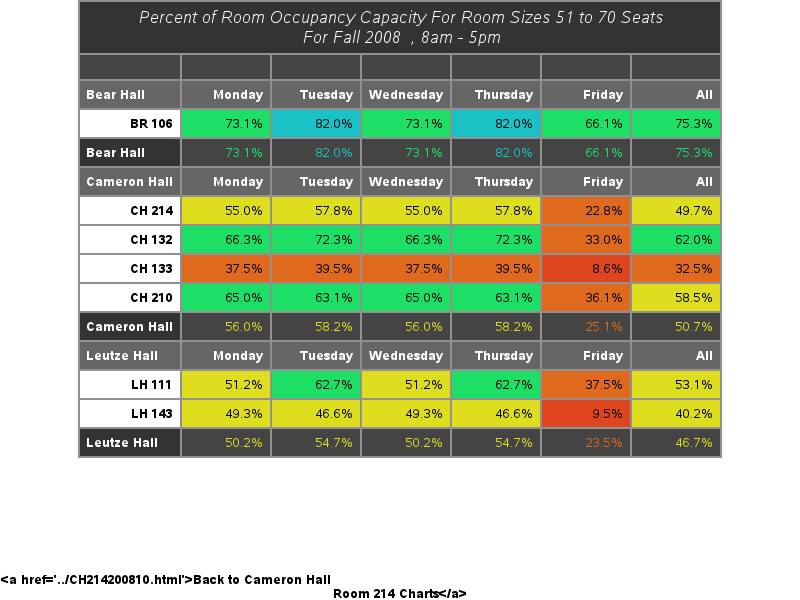 Percent of Room Occupancy Capacity For Room Sizes 51 to 70 Seats
For Fall 2008 , 8am - 5pm
Bear Hall Monday Tuesday Wednesday Thursday Friday All
BR 106 73.1% 82.0% 73.1% 82.0% 66.1% 75.3%
Bear Hall 73.1% 82.0% 73.1% 82.0% 66.1% 75.3%
Cameron Hall Monday Tuesday Wednesday Thursday Friday All
CH 214 55.0% 57.8% 55.0% 57.8% 22.8% 49.7%
CH 132 66.3% 72.3% 66.3% 72.3% 33.0% 62.0%
CH 133 37.5% 39.5% 37.5% 39.5% 8.6% 32.5%
CH 210 65.0% 63.1% 65.0% 63.1% 36.1% 58.5%
Cameron Hall 56.0% 58.2% 56.0% 58.2% 25.1% 50.7%
Leutze Hall Monday Tuesday Wednesday Thursday Friday All
LH 111 51.2% 62.7% 51.2% 62.7% 37.5% 53.1%
LH 143 49.3% 46.6% 49.3% 46.6% 9.5% 40.2%
Leutze Hall 50.2% 54.7% 50.2% 54.7% 23.5% 46.7%
&lt;a href='../CH214200810.html'&gt;Back to Cameron Hall
Room 214 Charts&lt;/a&gt;